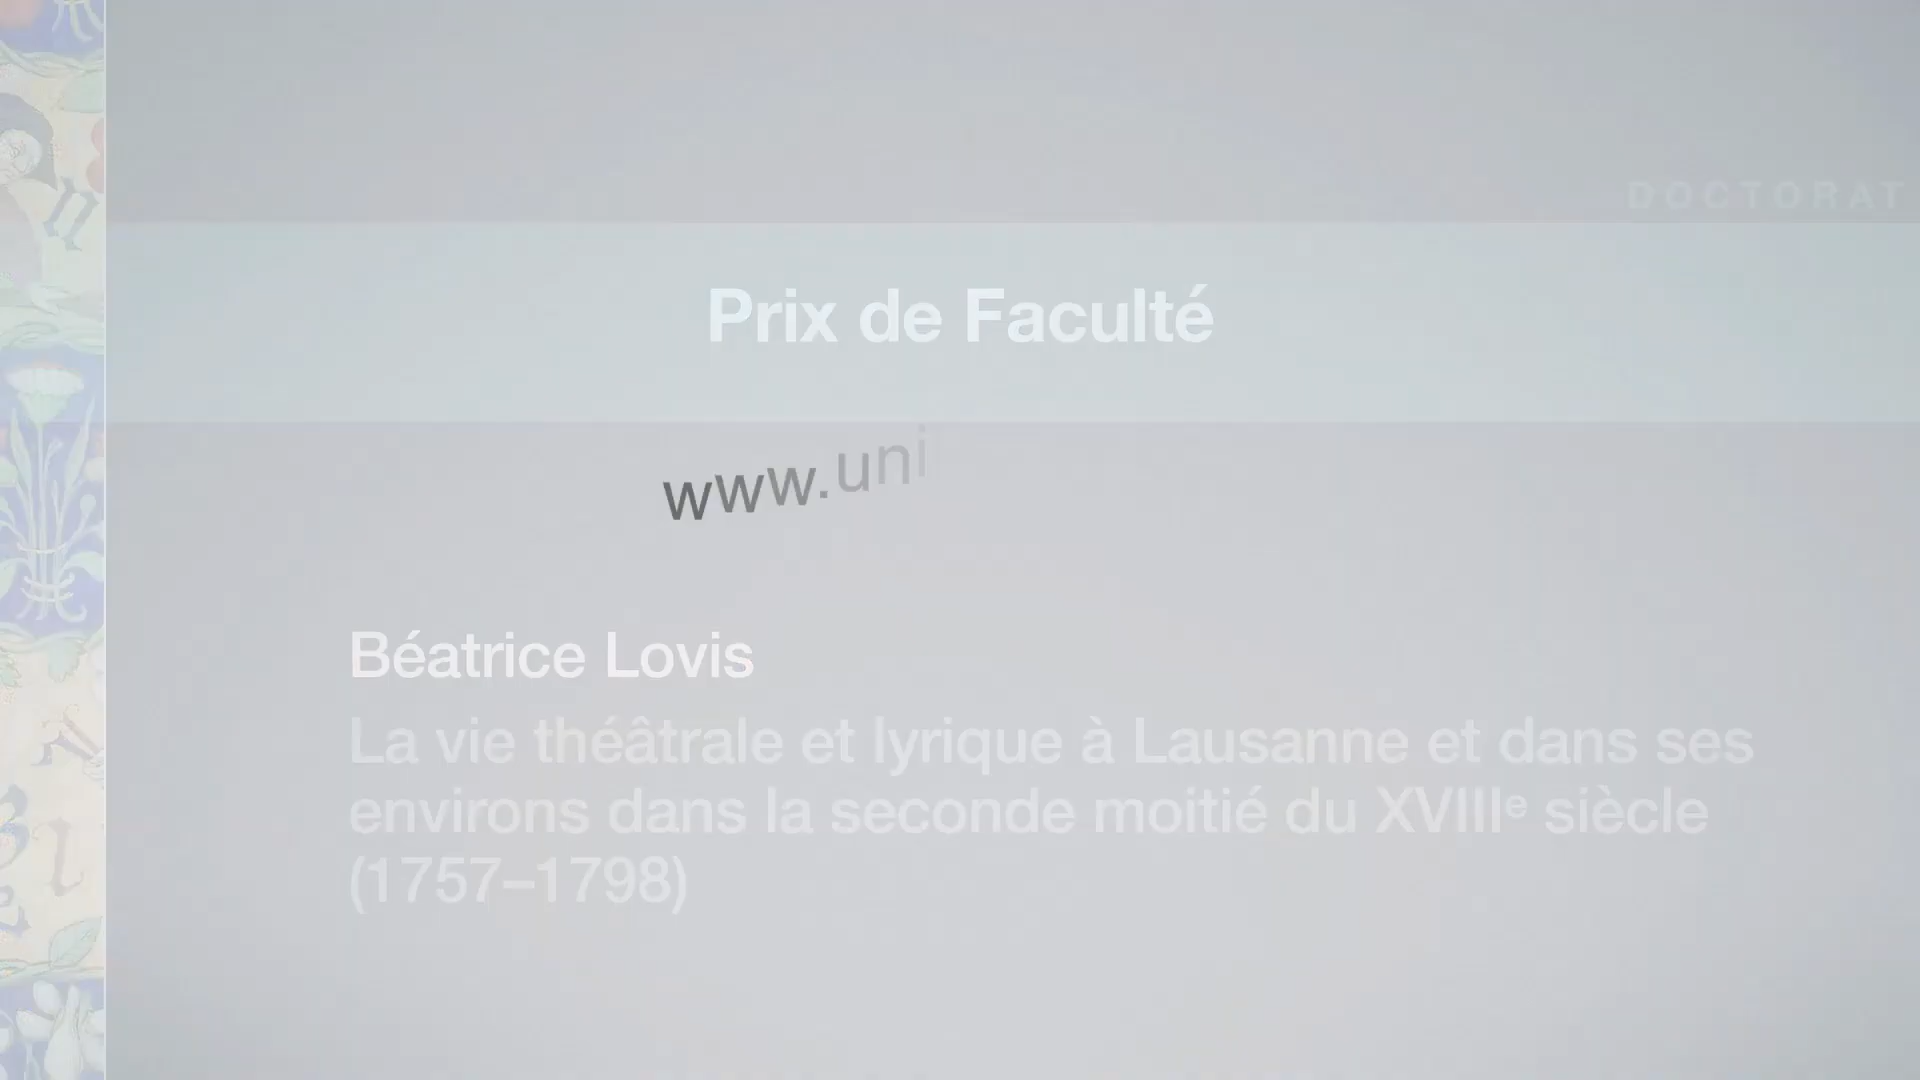 DOCTORAT
Prix de Faculté
www.uni
Béatrice Lovis
La vie théâtrale et lyrique à Lausanne et dans ses
environs dans la seconde moitié du XVIIIe siècle
(1757–1798)